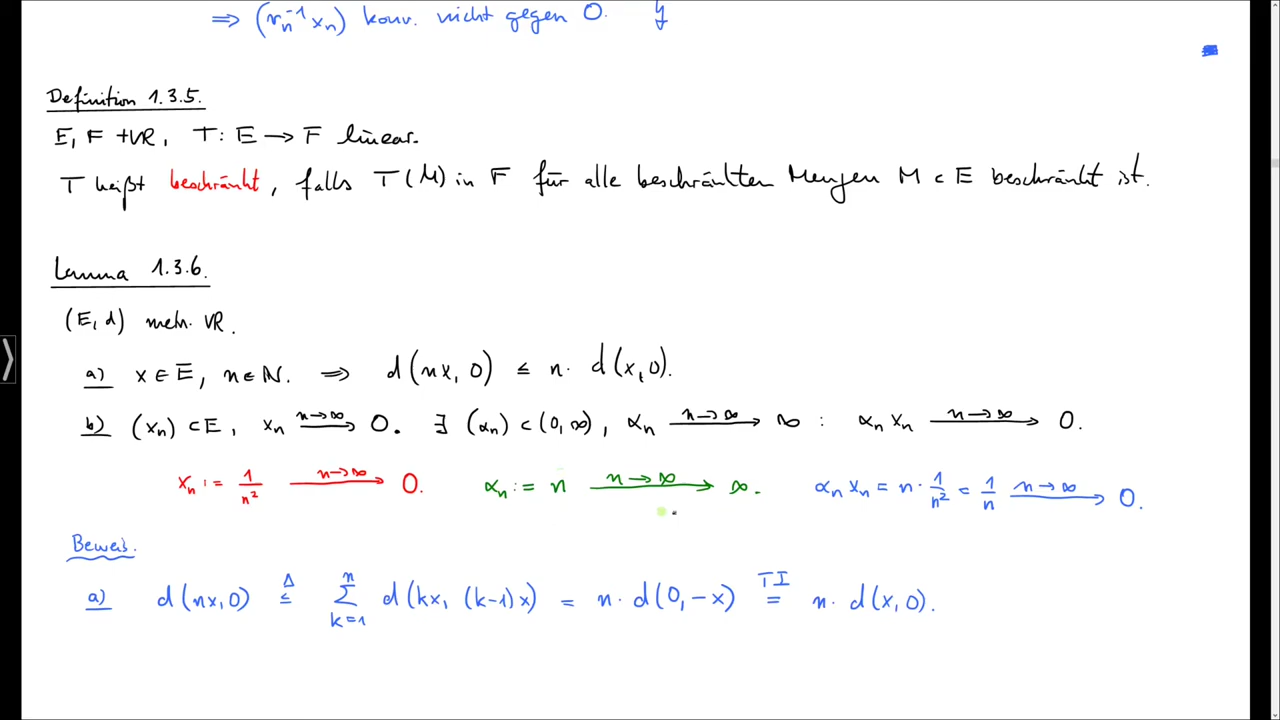 ⇒ (r_n^{-1} x_n) konv. nicht gegen 0.
Definition 1.3.5.
E, F tVR, T: E → F linear.
T heißt beschränkt, falls T(M) in F für alle beschränkten Mengen M ⊂ E beschränkt ist.
Lemma 1.3.6.
(E, d) metr. VR.
a) x ∈ E, n ∈ ℕ. ⇒ d(nx, 0) ≤ n · d(x, 0).
b) (x_n) ⊂ E, x_n →^{n→∞} 0. ∃ (α_n) ⊂ (0, ∞), α_n →^{n→∞} ∞ : α_n x_n →^{n→∞} 0.
x_n := 1/n² →^{n→∞} 0. α_n := n →^{n→∞} ∞. α_n x_n = n · 1/n² = 1/n →^{n→∞} 0.
Beweis.
a) d(nx, 0) ≤^{Δ} ∑_{k=1}^{n} d(kx, (k-1)x) = n · d(0, -x) =^{TI} n · d(x, 0).